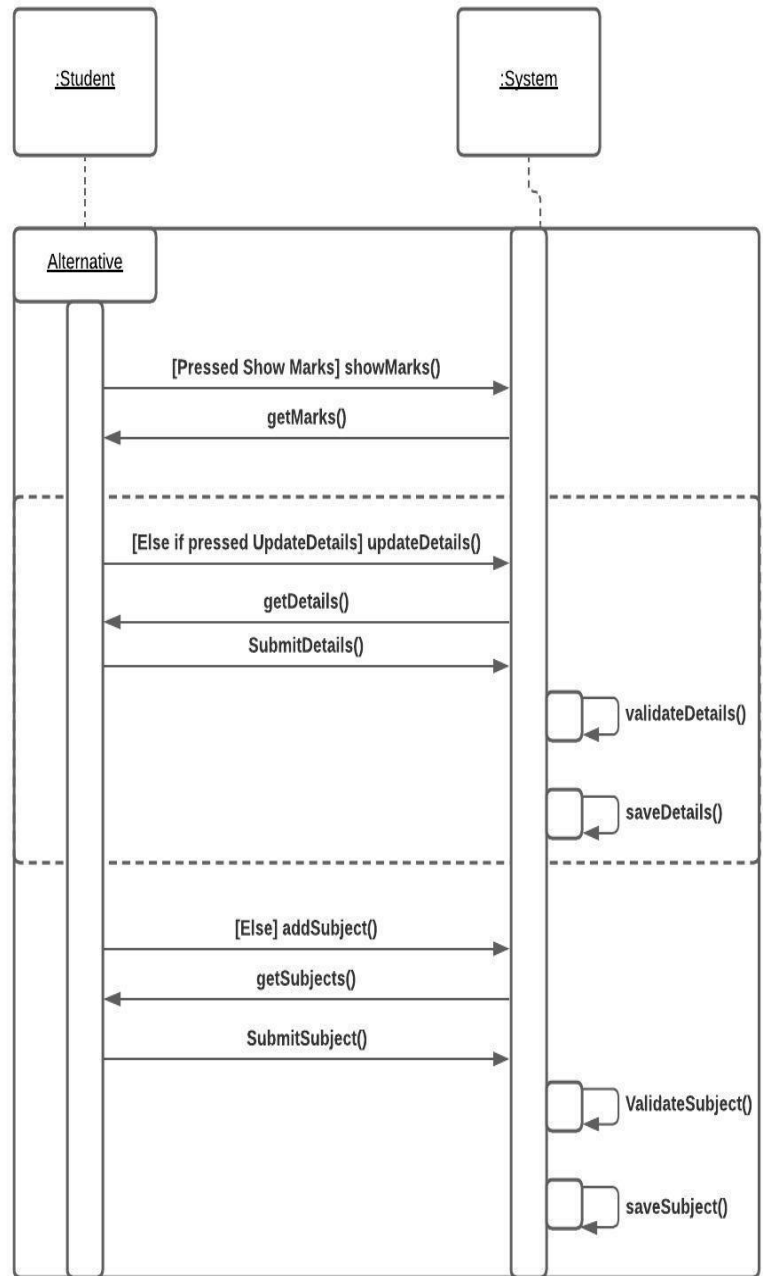 :Student
:System
Alternative
[Pressed Show Marks] showMarks()
getMarks()
[Else if pressed UpdateDetails] updateDetails()
getDetails()
SubmitDetails()
validateDetails()
saveDetails()
[Else] addSubject()
getSubjects()
SubmitSubject()
ValidateSubject()
saveSubject()